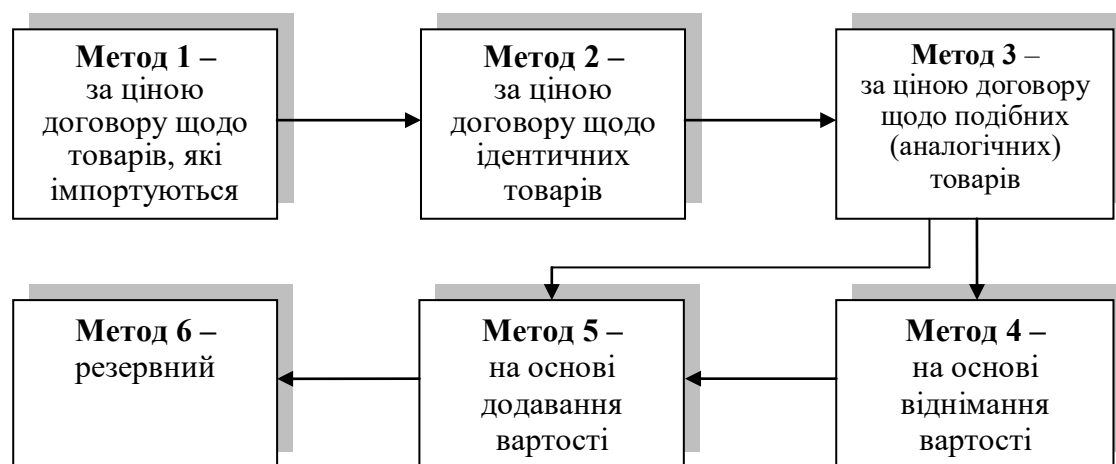 Метод 1 –
за ціною
договору щодо
товарів, які
імпортуються
Метод 2 –
за ціною
договору щодо
ідентичних
товарів
Метод 3 –
за ціною договору
щодо подібних
(аналогічних)
товарів
Метод 6 –
резервний
Метод 5 –
на основі
додавання
вартості
Метод 4 –
на основі
віднімання
вартості